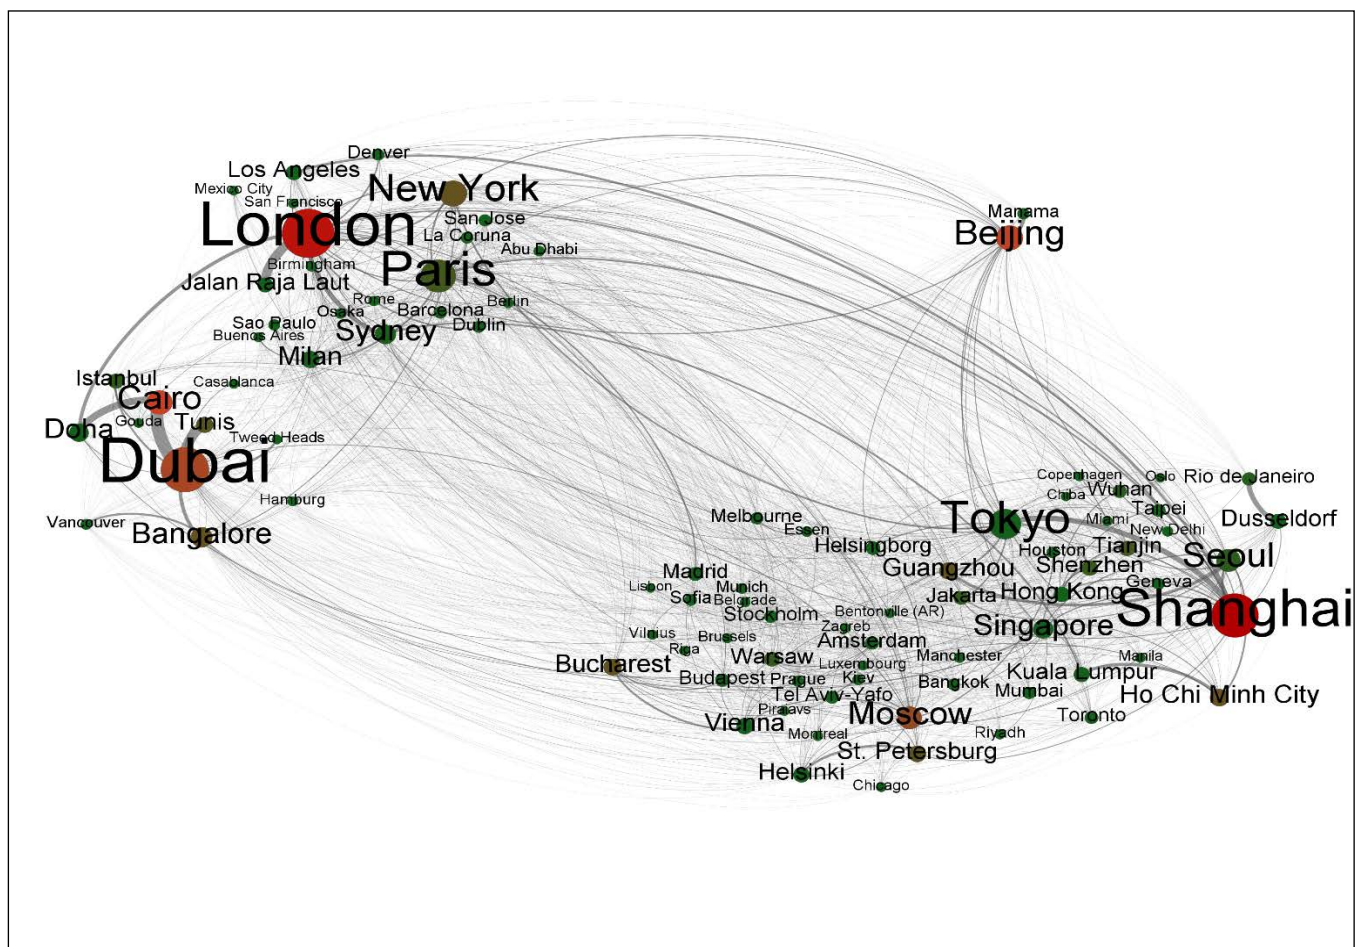 Denver
Los Angeles
Mexico City
New York
San Francisco
London
San Jose
La Coruna
Abu Dhabi
Manama
Beijing
Birmingham
Paris
Jalan Raja Laut
Rome
Berlin
Osaka
Barcelona
Sao Paulo
Sydney
Dublin
Buenos Aires
Milan
Istanbul
Casablanca
Cairo
Gouda
Tunis
Doha
Tweed Heads
Dubai
Hamburg
Vancouver
Bangalore
Copenhagen
Oslo
Rio de Janeiro
Chiba
Wuhan
Taipei
Melbourne
Essen
Tokyo
Miami
New Delhi
Dusseldorf
Helsingborg
Houston
Tianjin
Seoul
Guangzhou
Shenzhen
Madrid
Geneva
Lisbon
Munich
Sofia
Belgrade
Jakarta
Hong Kong
Shanghai
Stockholm
Bentonville (AR)
Zagreb
Singapore
Vilnius
Brussels
Amsterdam
Riga
Bucharest
Warsaw
Luxembourg
Manchester
Manila
Budapest
Prague
Kiev
Bangkok
Kuala Lumpur
Tel Aviv-Yafo
Mumbai
Ho Chi Minh City
Piraiavs
Moscow
Toronto
Vienna
Montreal
Riyadh
St. Petersburg
Helsinki
Chicago